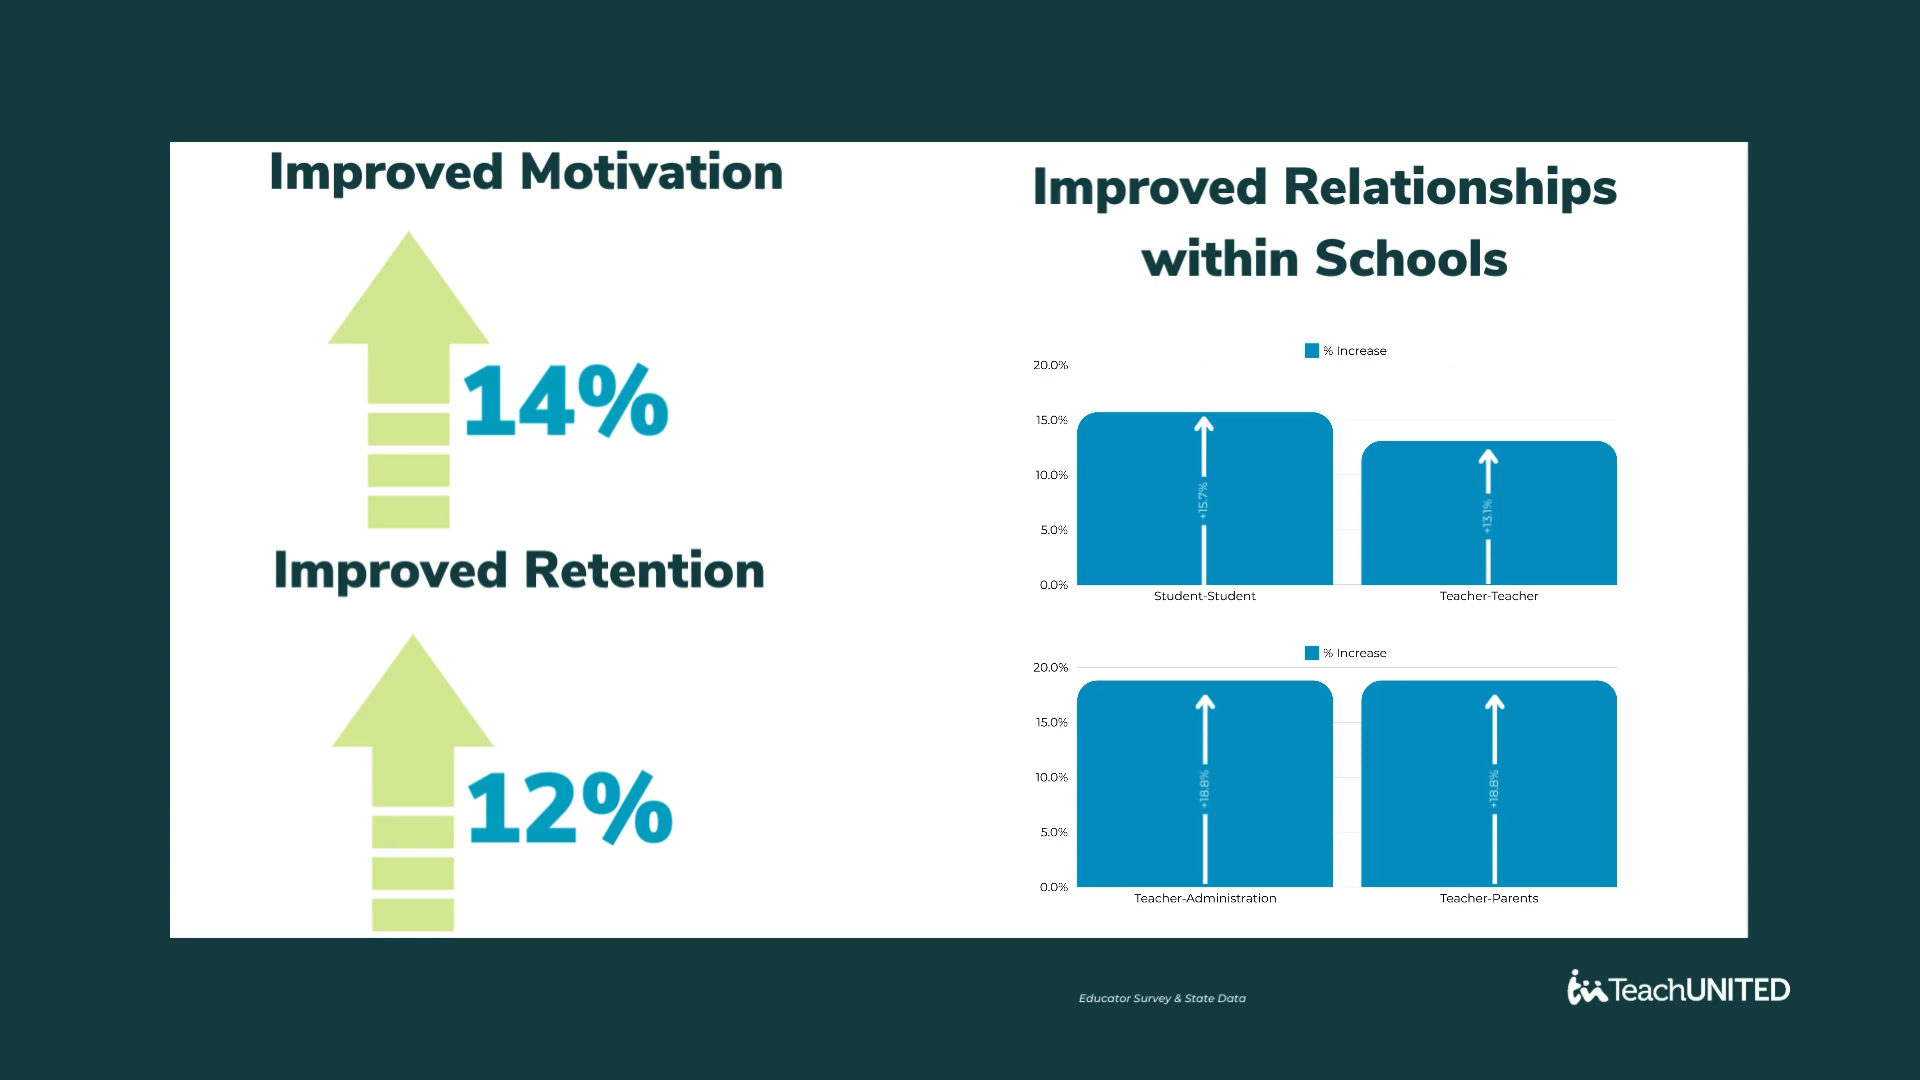 Improved Motivation
14%
Improved Retention
12%
Improved Relationships
within Schools
% Increase
20.0%
15.0%
10.0%
5.0%
0.0%
+15.7%
+13.1%
Student-Student
Teacher-Teacher
% Increase
20.0%
15.0%
10.0%
5.0%
0.0%
+18.8%
+18.8%
Teacher-Administration
Teacher-Parents
Educator Survey & State Data
TeachUNITED